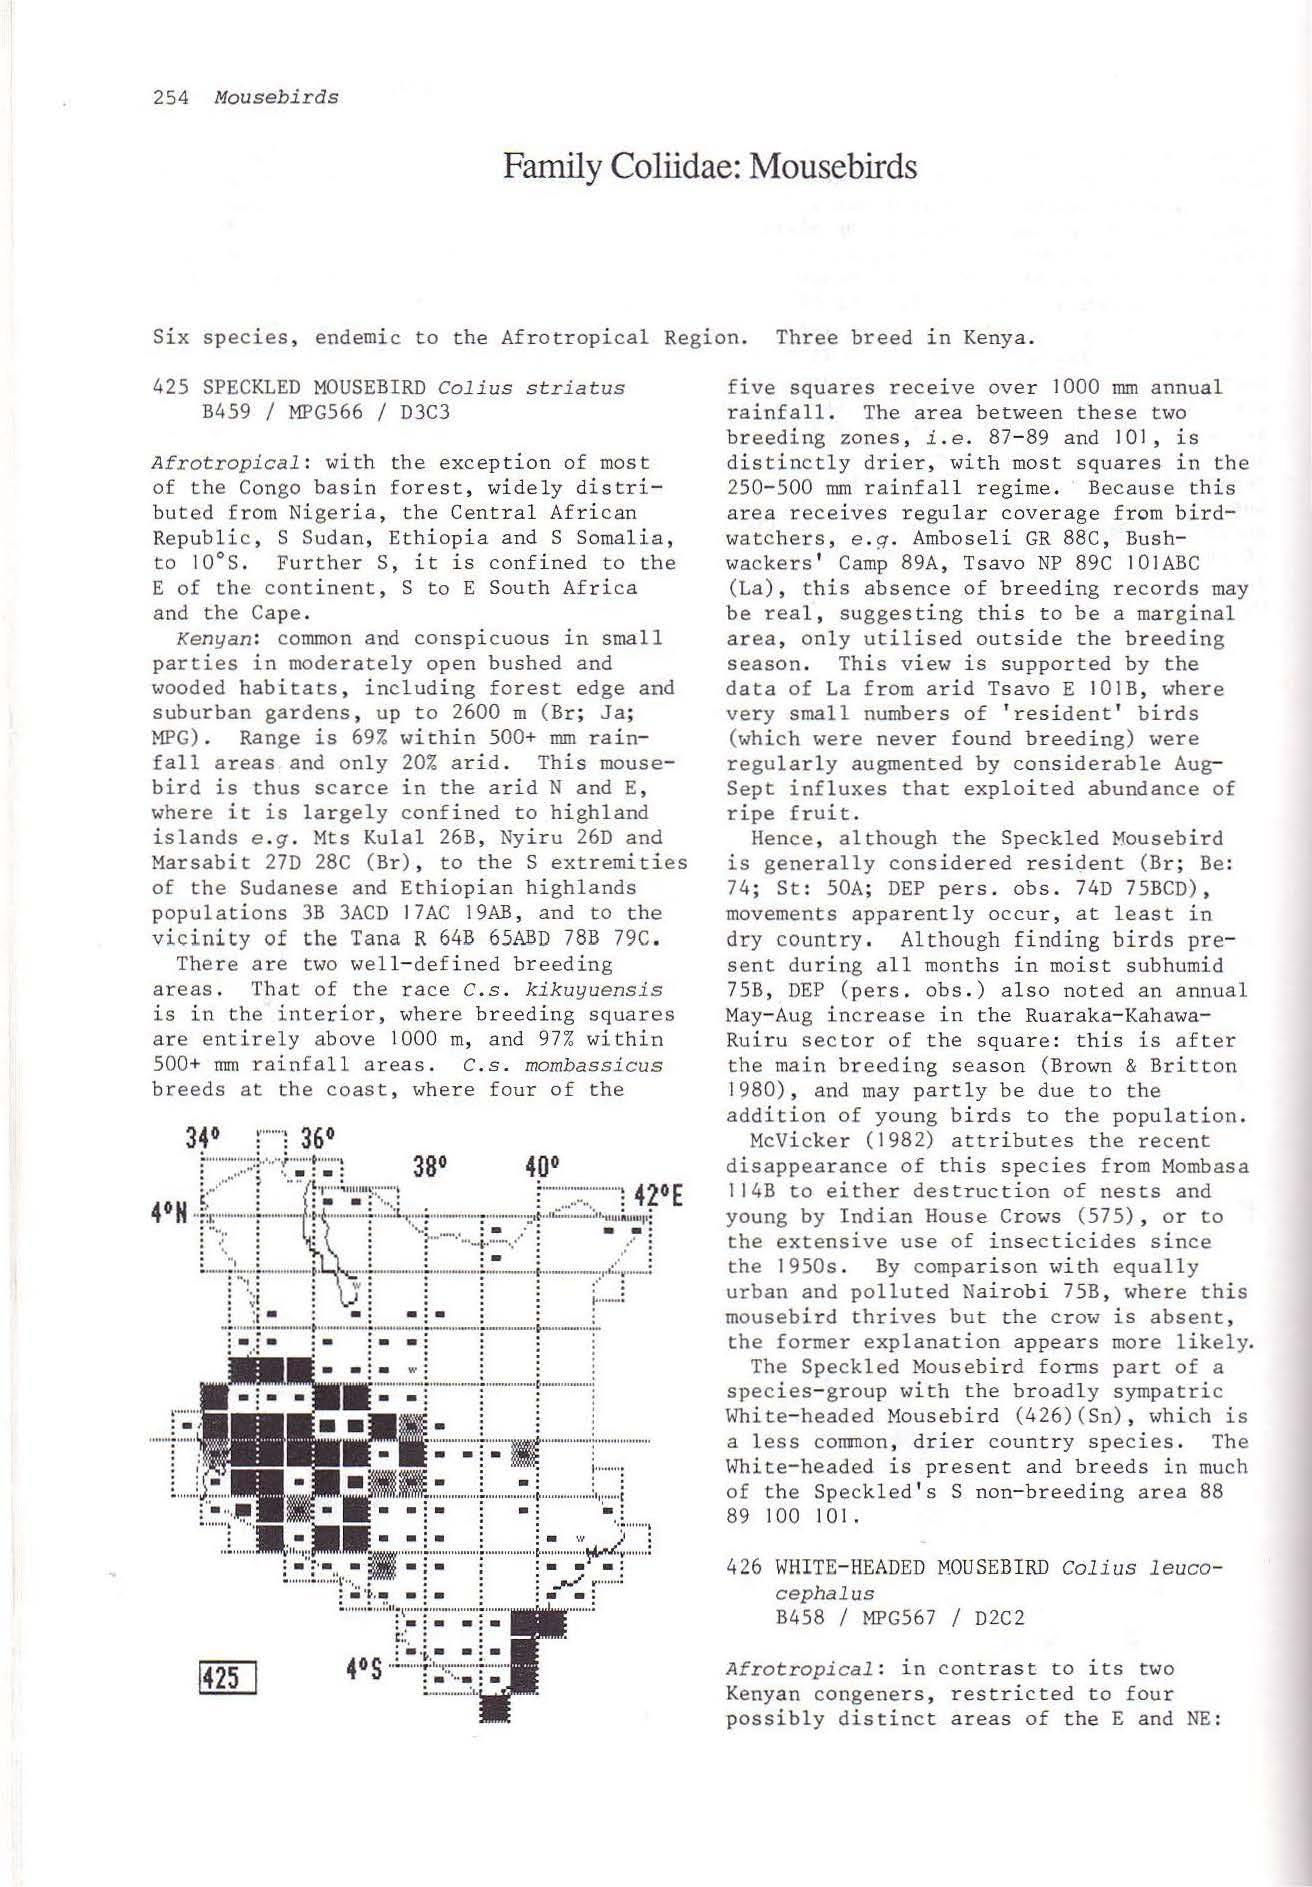 254 Mousebirds
Family Coliidae: Mousebirds
Six species, endemic to the Afrotropical Region. Three breed in Kenya.
425 SPECKLED MOUSEBIRD Colius striatus
B459 / MPG566 / D3C3
Afrotropical: with the exception of most
of the Congo basin forest, widely distri-
buted from Nigeria, the Central African
Republic, S Sudan, Ethiopia and S Somalia,
to 10°S. Further S, it is confined to the
E of the continent, S to E South Africa
and the Cape.
Kenyan: common and conspicuous in small
parties in moderately open bushed and
wooded habitats, including forest edge and
suburban gardens, up to 2600 m (Br; Ja;
MPG). Range is 69% within 500+ mm rain-
fall areas and only 20% arid. This mouse-
bird is thus scarce in the arid N and E,
where it is largely confined to highland
islands e.g. Mts Kulal 26B, Nyiru 26D and
Marsabit 27D 28C (Br), to the S extremities
of the Sudanese and Ethiopian highlands
populations 3B 3ACD 17AC 19AB, and to the
vicinity of the Tana R 64B 65ABD 78B 79C.
There are two well-defined breeding
areas. That of the race C.s. kikuyuensis
is in the interior, where breeding squares
are entirely above 1000 m, and 97% within
500+ mm rainfall areas. C.s. mombassicus
breeds at the coast, where four of the
34° 36°
38° 40°
42°E
4°N
w
w
w
425
4°S
five squares receive over 1000 mm annual
rainfall. The area between these two
breeding zones, i.e. 87-89 and 101, is
distinctly drier, with most squares in the
250-500 mm rainfall regime. Because this
area receives regular coverage from bird-
watchers, e.g. Amboseli GR 88C, Bush-
wackers' Camp 89A, Tsavo NP 89C 101ABC
(La), this absence of breeding records may
be real, suggesting this to be a marginal
area, only utilised outside the breeding
season. This view is supported by the
data of La from arid Tsavo E 101B, where
very small numbers of 'resident' birds
(which were never found breeding) were
regularly augmented by considerable Aug-
Sept influxes that exploited abundance of
ripe fruit.
Hence, although the Speckled Mousebird
is generally considered resident (Br; Be:
74; St: 50A; DEP pers. obs. 74D 75BCD),
movements apparently occur, at least in
dry country. Although finding birds pre-
sent during all months in moist subhumid
75B, DEP (pers. obs.) also noted an annual
May-Aug increase in the Ruaraka-Kahawa-
Ruiru sector of the square: this is after
the main breeding season (Brown & Britton
1980), and may partly be due to the
addition of young birds to the population.
McVicker (1982) attributes the recent
disappearance of this species from Mombasa
114B to either destruction of nests and
young by Indian House Crows (575), or to
the extensive use of insecticides since
the 1950s. By comparison with equally
urban and polluted Nairobi 75B, where this
mousebird thrives but the crow is absent,
the former explanation appears more likely.
The Speckled Mousebird forms part of a
species-group with the broadly sympatric
White-headed Mousebird (426)(Sn), which is
a less common, drier country species. The
White-headed is present and breeds in much
of the Speckled's S non-breeding area 88
89 100 101.
426 WHITE-HEADED MOUSEBIRD Colius leuco-
cephalus
B458 / MPG567 / D2C2
Afrotropical: in contrast to its two
Kenyan congeners, restricted to four
possibly distinct areas of the E and NE: